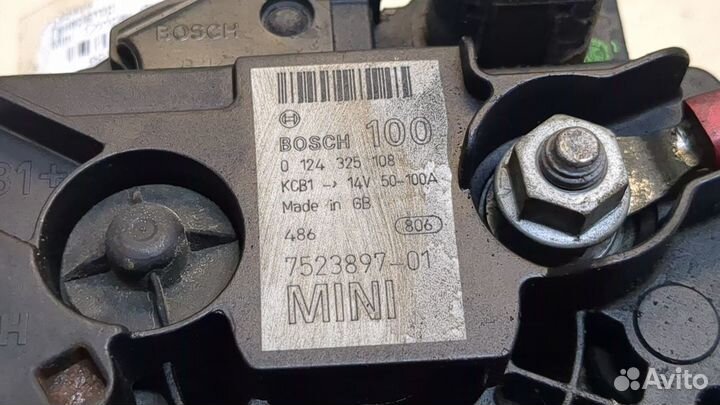 BOSCH
BOSCH 100
0 124 325 108
KCB1 --> 14V 50-100A
Made in GB
486 806
7523897-01
MINI
B1+
H
Avito